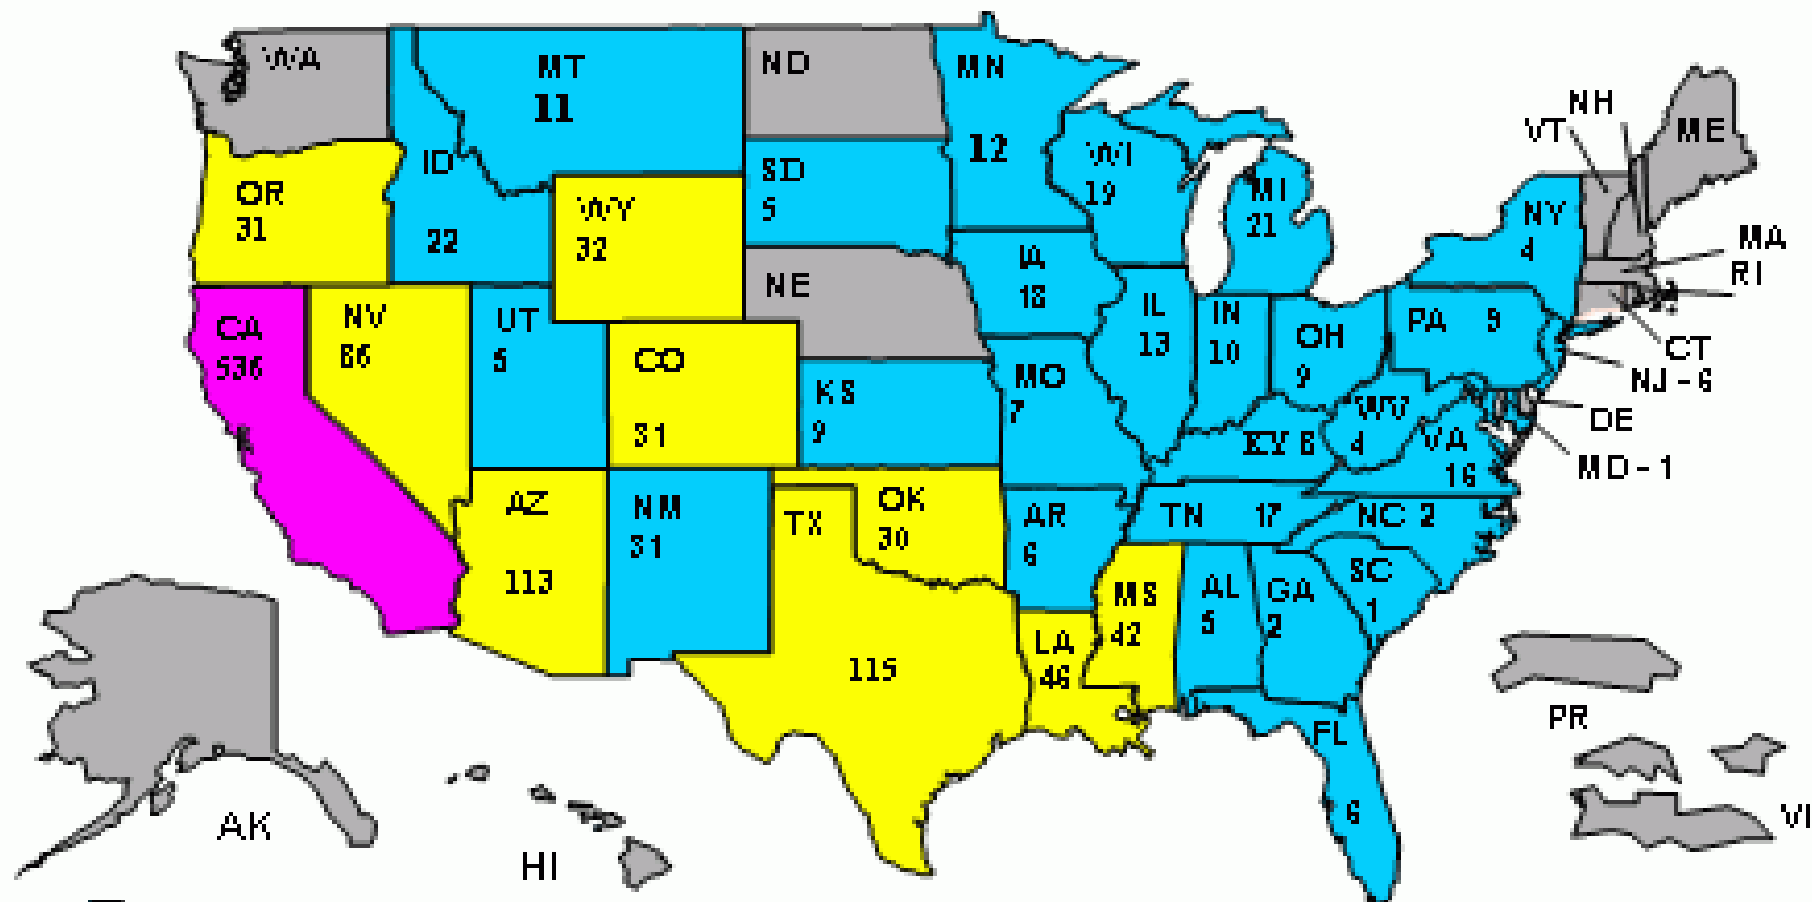 WA
MT
11
ND
MN
12
ID
22
OR
31
WY
32
SD
5
WI
19
MI
21
NH
VT
ME
NY
4
MA
RI
NE
IA
18
CA
NV
UT
5
CO
31
KS
9
MO
7
IL
13
IN
10
OH
9
PA 9
CT
NJ - 6
DE
MD - 1
WV
4
VA
16
KY
AZ
113
NM
31
TX
115
OK
30
AR
6
TN 17
NC 2
SC
1
MS
42
AL
5
GA
2
LA
46
FL
6
AK
HI
PR
VI